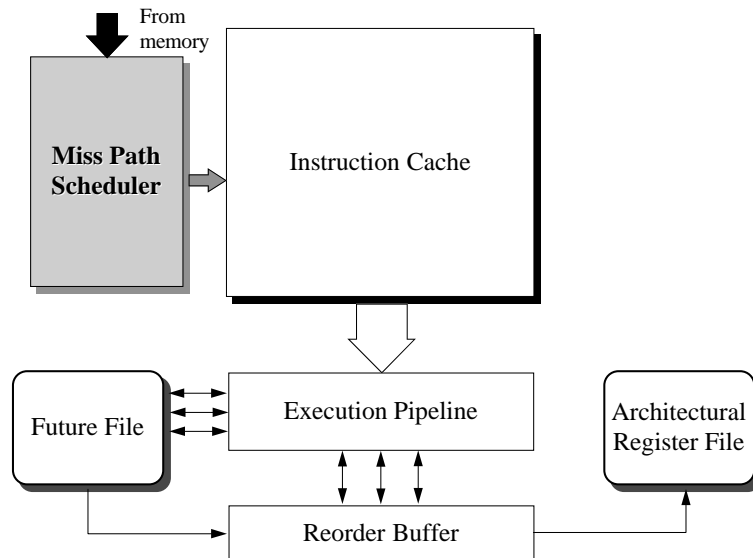 From
memory
Miss Path
Scheduler
Instruction Cache
Future File
Execution Pipeline
Architectural
Register File
Reorder Buffer